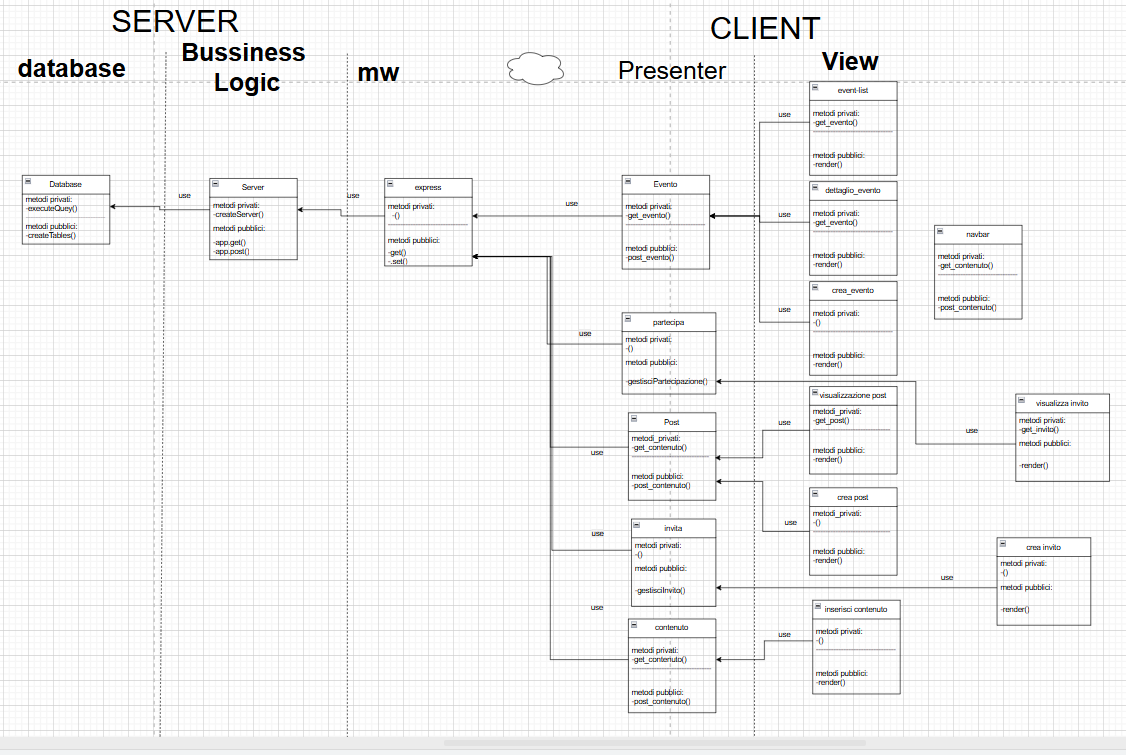 SERVER
CLIENT
database
Bussiness
Logic
mw
Presenter
View
Database
metodi privati:
-executeQuey()
metodi pubblici:
-createTables()
use
Server
metodi privati:
-createServer()
metodi pubblici:
-app.get()
-app.post()
use
express
metodi privati:
-()
metodi pubblici:
-get()
-.set()
use
Evento
metodi privati:
-get_evento()
metodi pubblici:
-post_evento()
use
partecipa
metodi privati:
-()
metodi pubblici:
-gestisciPartecipazione()
use
Post
metodi_privati:
-get_contenuto()
metodi pubblici:
-post_contenuto()
use
invita
metodi privati:
-()
metodi pubblici:
-gestisciInvito()
use
contenuto
metodi privati:
-get_contenuto()
metodi pubblici:
-post_contenuto()
use
event-list
metodi privati:
-get_evento()
metodi pubblici:
-render()
use
dettaglio_evento
metodi privati:
-get_evento()
metodi pubblici:
-render()
use
crea_evento
metodi privati:
-()
metodi pubblici:
-render()
use
visualizzazione post
metodi_privati:
-get_post()
metodi pubblici:
-render()
use
crea post
metodi_privati:
-()
metodi pubblici:
-render()
use
inserisci contenuto
metodi privati:
-()
metodi pubblici:
-render()
navbar
metodi privati:
-get_contenuto()
metodi pubblici:
-post_contenuto()
use
visualizza invito
metodi privati:
-get_invito()
metodi pubblici:
-render()
use
crea invito
metodi privati:
-()
metodi pubblici:
-render()